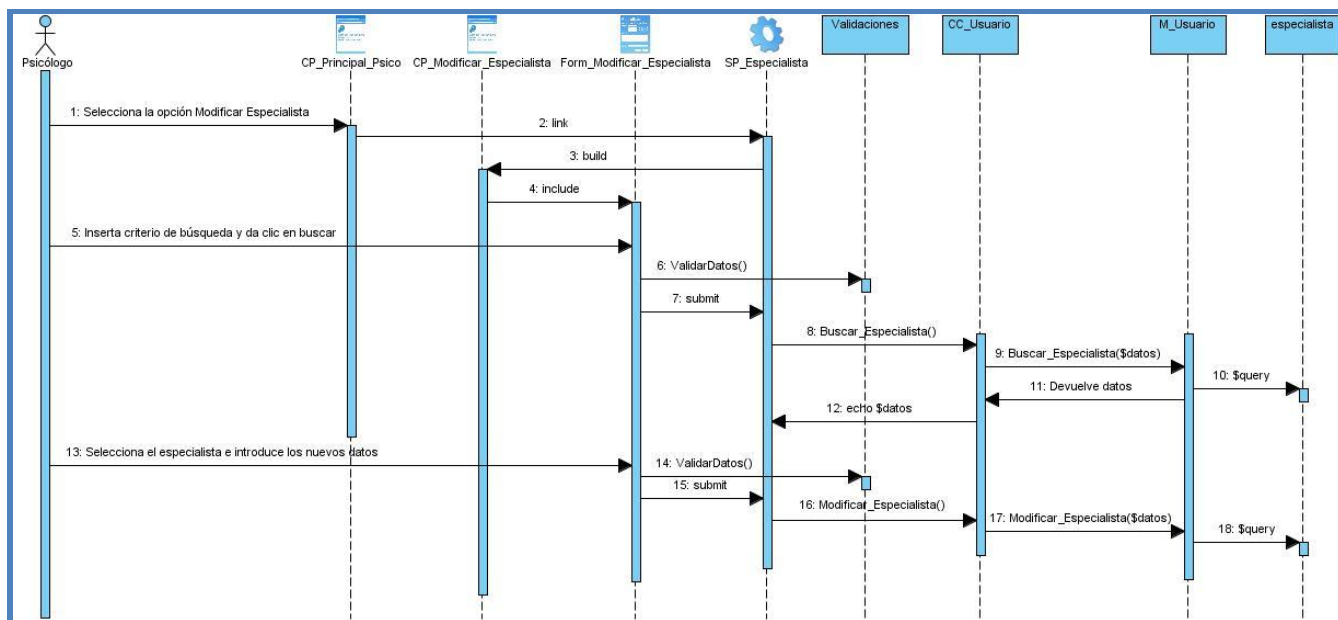 Psicólogo
CP_Principal_Psico
CP_Modificar_Especialista
Form_Modificar_Especialista
SP_Especialista
Validaciones
CC_Usuario
M_Usuario
especialista
1: Selecciona la opción Modificar Especialista
2: link
3: build
4: include
5: Inserta criterio de búsqueda y da clic en buscar
6: ValidarDatos()
7: submit
8: Buscar_Especialista()
9: Buscar_Especialista($datos)
10: $query
11: Devuelve datos
12: echo $datos
13: Selecciona el especialista e introduce los nuevos datos
14: ValidarDatos()
15: submit
16: Modificar_Especialista()
17: Modificar_Especialista($datos)
18: $query